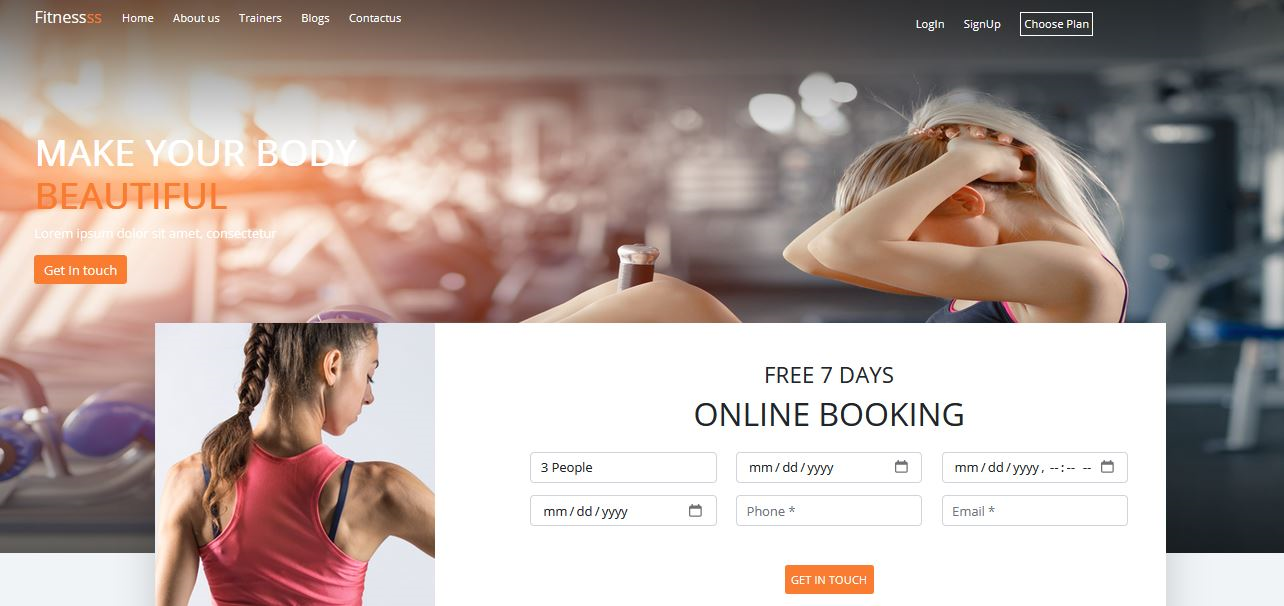 Fitnessss Home About us Trainers Blogs Contactus
LogIn SignUp Choose Plan
MAKE YOUR BODY
BEAUTIFUL
Lorem ipsum dolor sit amet, consectetur
Get In touch
FREE 7 DAYS
ONLINE BOOKING
3 People mm/dd/yyyy mm/dd/yyyy, --:-- --
mm/dd/yyyy Phone * Email *
GET IN TOUCH